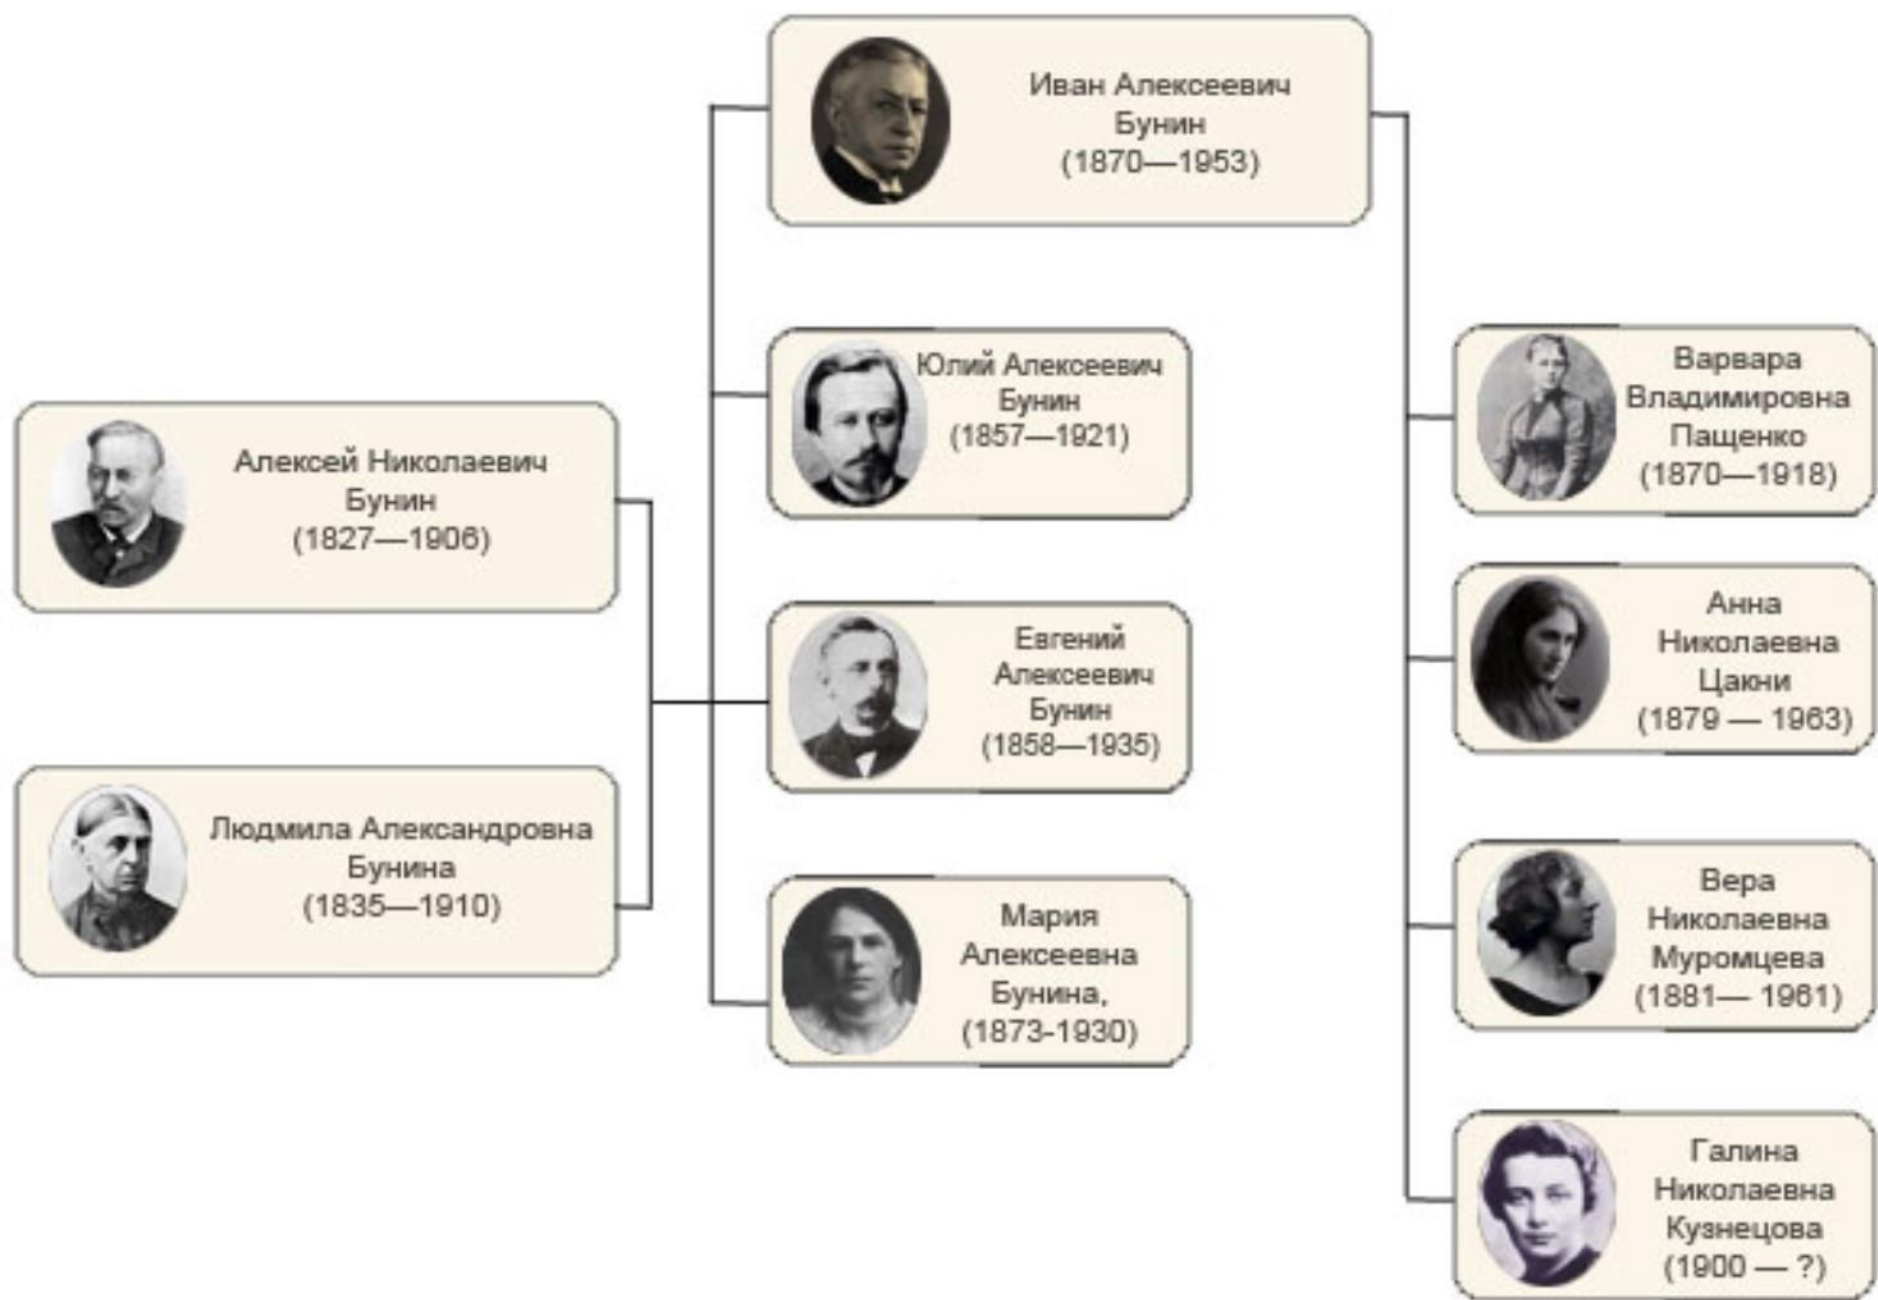 Иван Алексеевич
Бунин
(1870—1953)
Юлий Алексеевич
Бунин
(1857—1921)
Алексей Николаевич
Бунин
(1827—1906)
Евгений
Алексеевич
Бунин
(1858—1935)
Людмила Александровна
Бунина
(1835—1910)
Мария
Алексеевна
Бунина,
(1873-1930)
Варвара
Владимировна
Пащенко
(1870—1918)
Анна
Николаевна
Цакни
(1879 — 1963)
Вера
Николаевна
Муромцева
(1881— 1961)
Галина
Николаевна
Кузнецова
(1900 — ?)